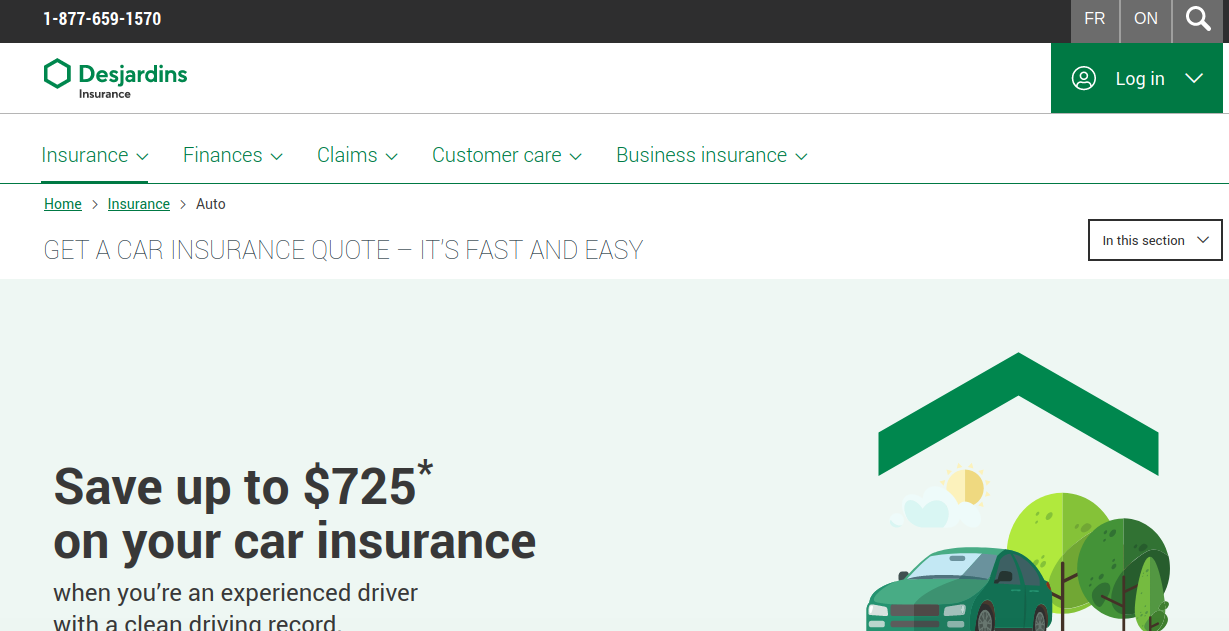 1-877-659-1570
FR
ON
Desjardins
Insurance
Log in
Insurance
Finances
Claims
Customer care
Business insurance
Home
Insurance
Auto
GET A CAR INSURANCE QUOTE – IT'S FAST AND EASY
In this section
Save up to $725*
on your car insurance
when you're an experienced driver
with a clean driving record.